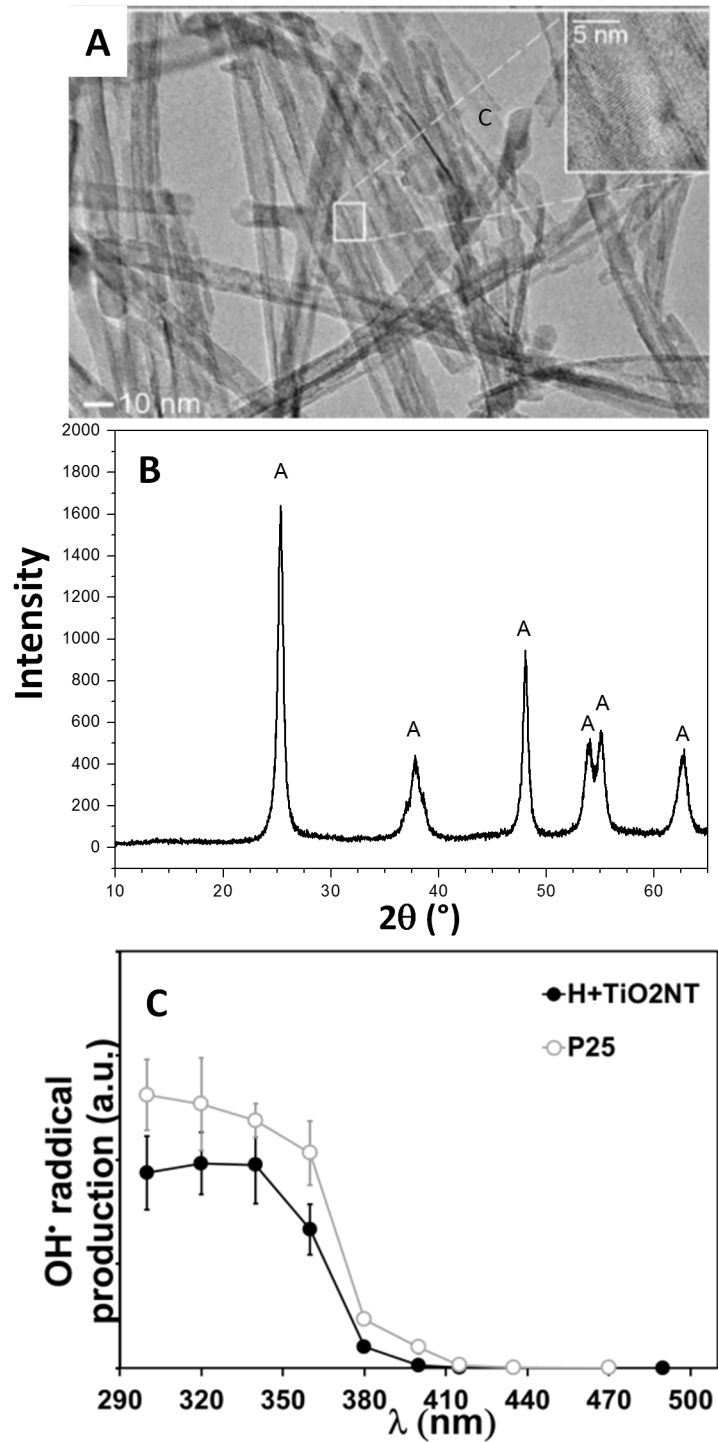 A
5 nm
C
10 nm
B
Intensity
2000
1800
1600
1400
1200
1000
800
600
400
200
0
A
A
A
A
A
A
10 20 30 40 50 60
2θ (°)
C
H+TiO2NT
P25
OH• raddical
production (a.u.)
290 320 350 380 410 440 470 500
λ (nm)